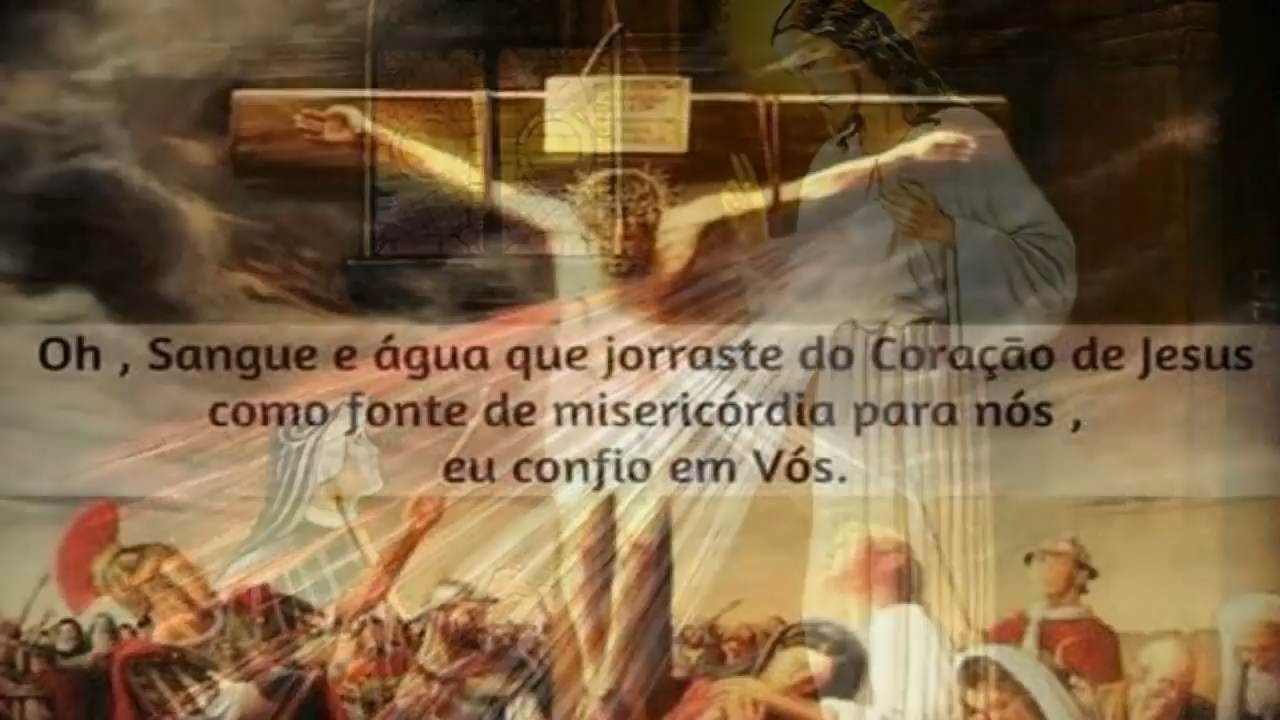 Oh , Sangue e água que jorraste do Coração de Jesus
como fonte de misericórdia para nós ,
eu confio em Vós.